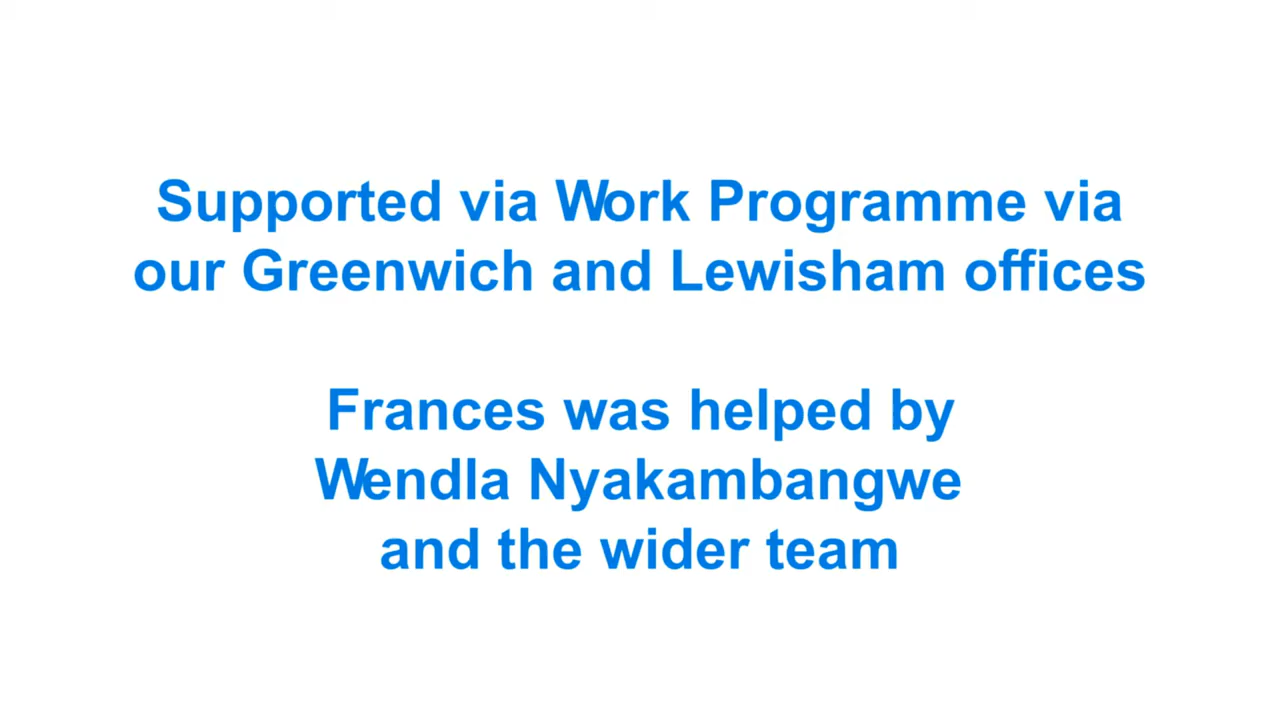 Supported via Work Programme via
our Greenwich and Lewisham offices
Frances was helped by
Wendla Nyakambangwe
and the wider team